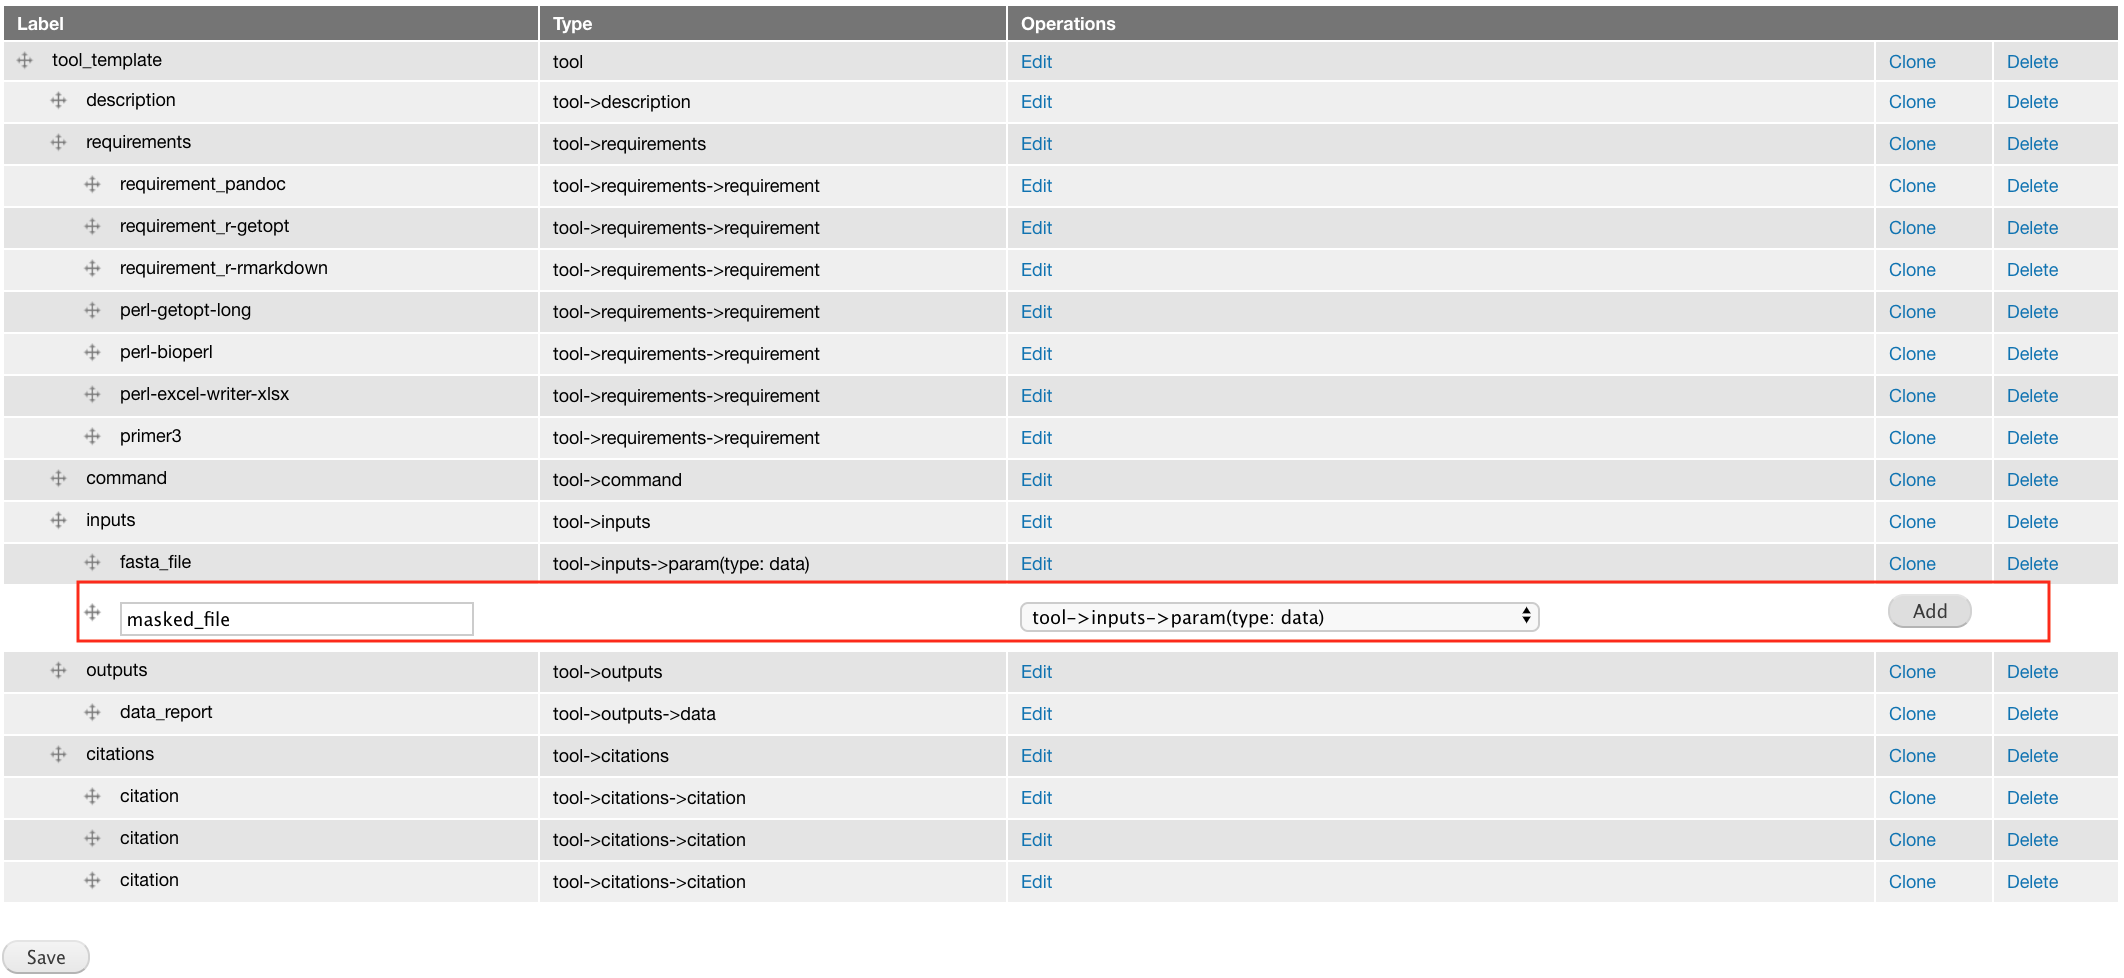 Label Type Operations
tool_template tool Edit Clone Delete
description tool->description Edit Clone Delete
requirements tool->requirements Edit Clone Delete
requirement_pandoc tool->requirements->requirement Edit Clone Delete
requirement_r-getopt tool->requirements->requirement Edit Clone Delete
requirement_r-rmarkdown tool->requirements->requirement Edit Clone Delete
perl-getopt-long tool->requirements->requirement Edit Clone Delete
perl-bioperl tool->requirements->requirement Edit Clone Delete
perl-excel-writer-xlsx tool->requirements->requirement Edit Clone Delete
primer3 tool->requirements->requirement Edit Clone Delete
command tool->command Edit Clone Delete
inputs tool->inputs Edit Clone Delete
fasta_file tool->inputs->param(type: data) Edit Clone Delete
masked_file tool->inputs->param(type: data) Add
outputs tool->outputs Edit Clone Delete
data_report tool->outputs->data Edit Clone Delete
citations tool->citations Edit Clone Delete
citation tool->citations->citation Edit Clone Delete
citation tool->citations->citation Edit Clone Delete
citation tool->citations->citation Edit Clone Delete
Save